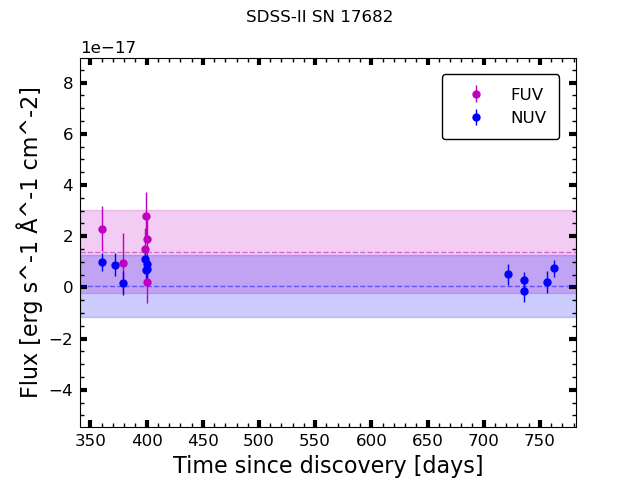 SDSS-II SN 17682
1e−17
FUV
NUV
8
6
4
2
0
−2
−4
Flux [erg s^-1 Å^-1 cm^-2]
350 400 450 500 550 600 650 700 750
Time since discovery [days]